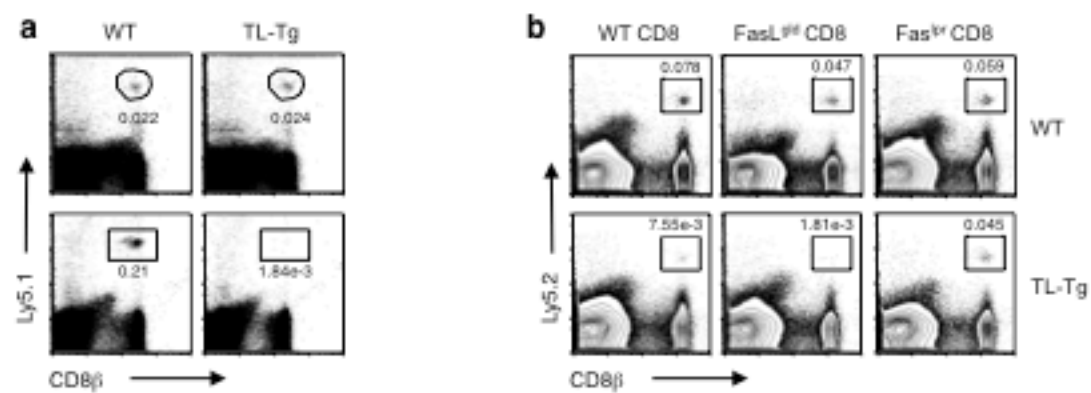 a
WT TL-Tg
0.022 0.024
0.21 1.84e-3
Ly5.1
CD8β
b
WT CD8 FasLgld CD8 Faslpr CD8
0.078 0.047 0.059
WT
7.55e-3 1.81e-3 0.045
TL-Tg
Ly5.2
CD8β